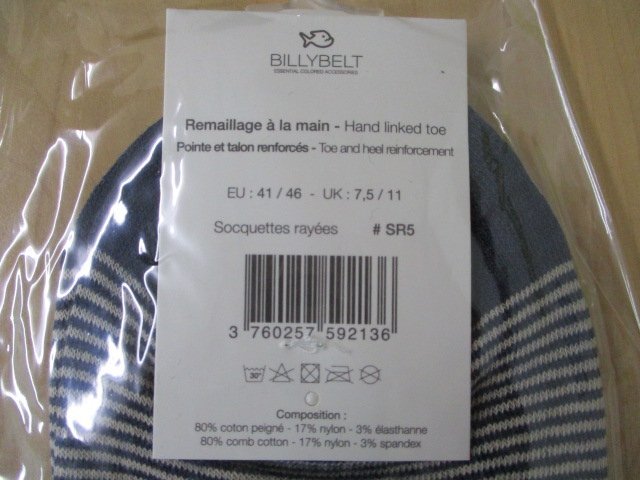 BILLYBELT
ESSENTIAL COLORED ACCESSORIES
Remaillage à la main - Hand linked toe
Pointe et talon renforcés - Toe and heel reinforcement
EU : 41 / 46 - UK : 7,5 / 11
Socquettes rayées # SR5
3 760257 592136
30°
Composition :
80% coton peigné - 17% nylon - 3% élasthanne
80% comb cotton - 17% nylon - 3% spandex